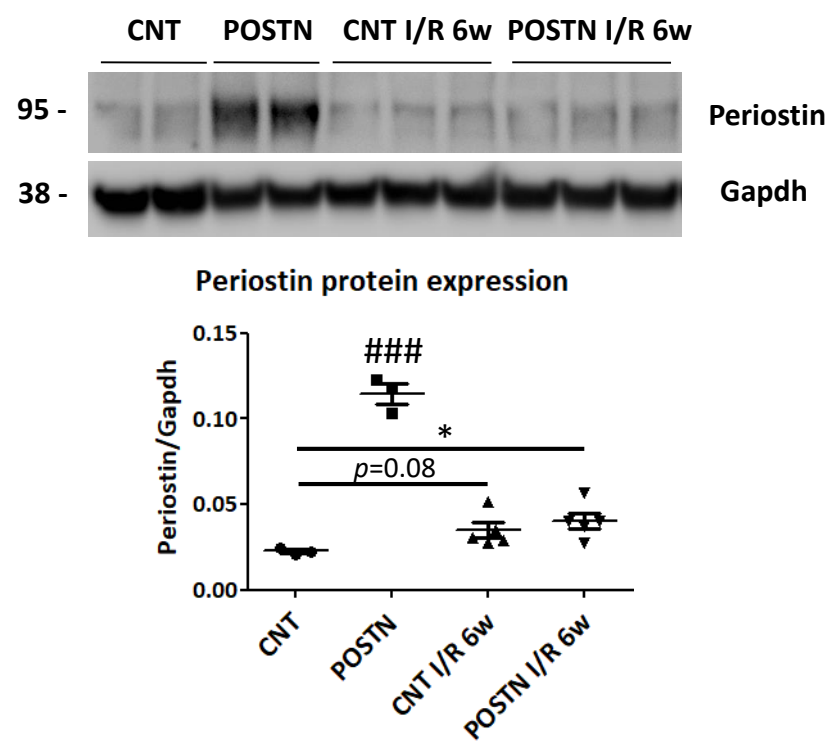 CNT POSTN CNT I/R 6w POSTN I/R 6w
95 - Periostin
38 - Gapdh
Periostin protein expression
Periostin/Gapdh
0.15
###
0.10
*
p=0.08
0.05
0.00
CNT
POSTN
CNT I/R 6w
POSTN I/R 6w